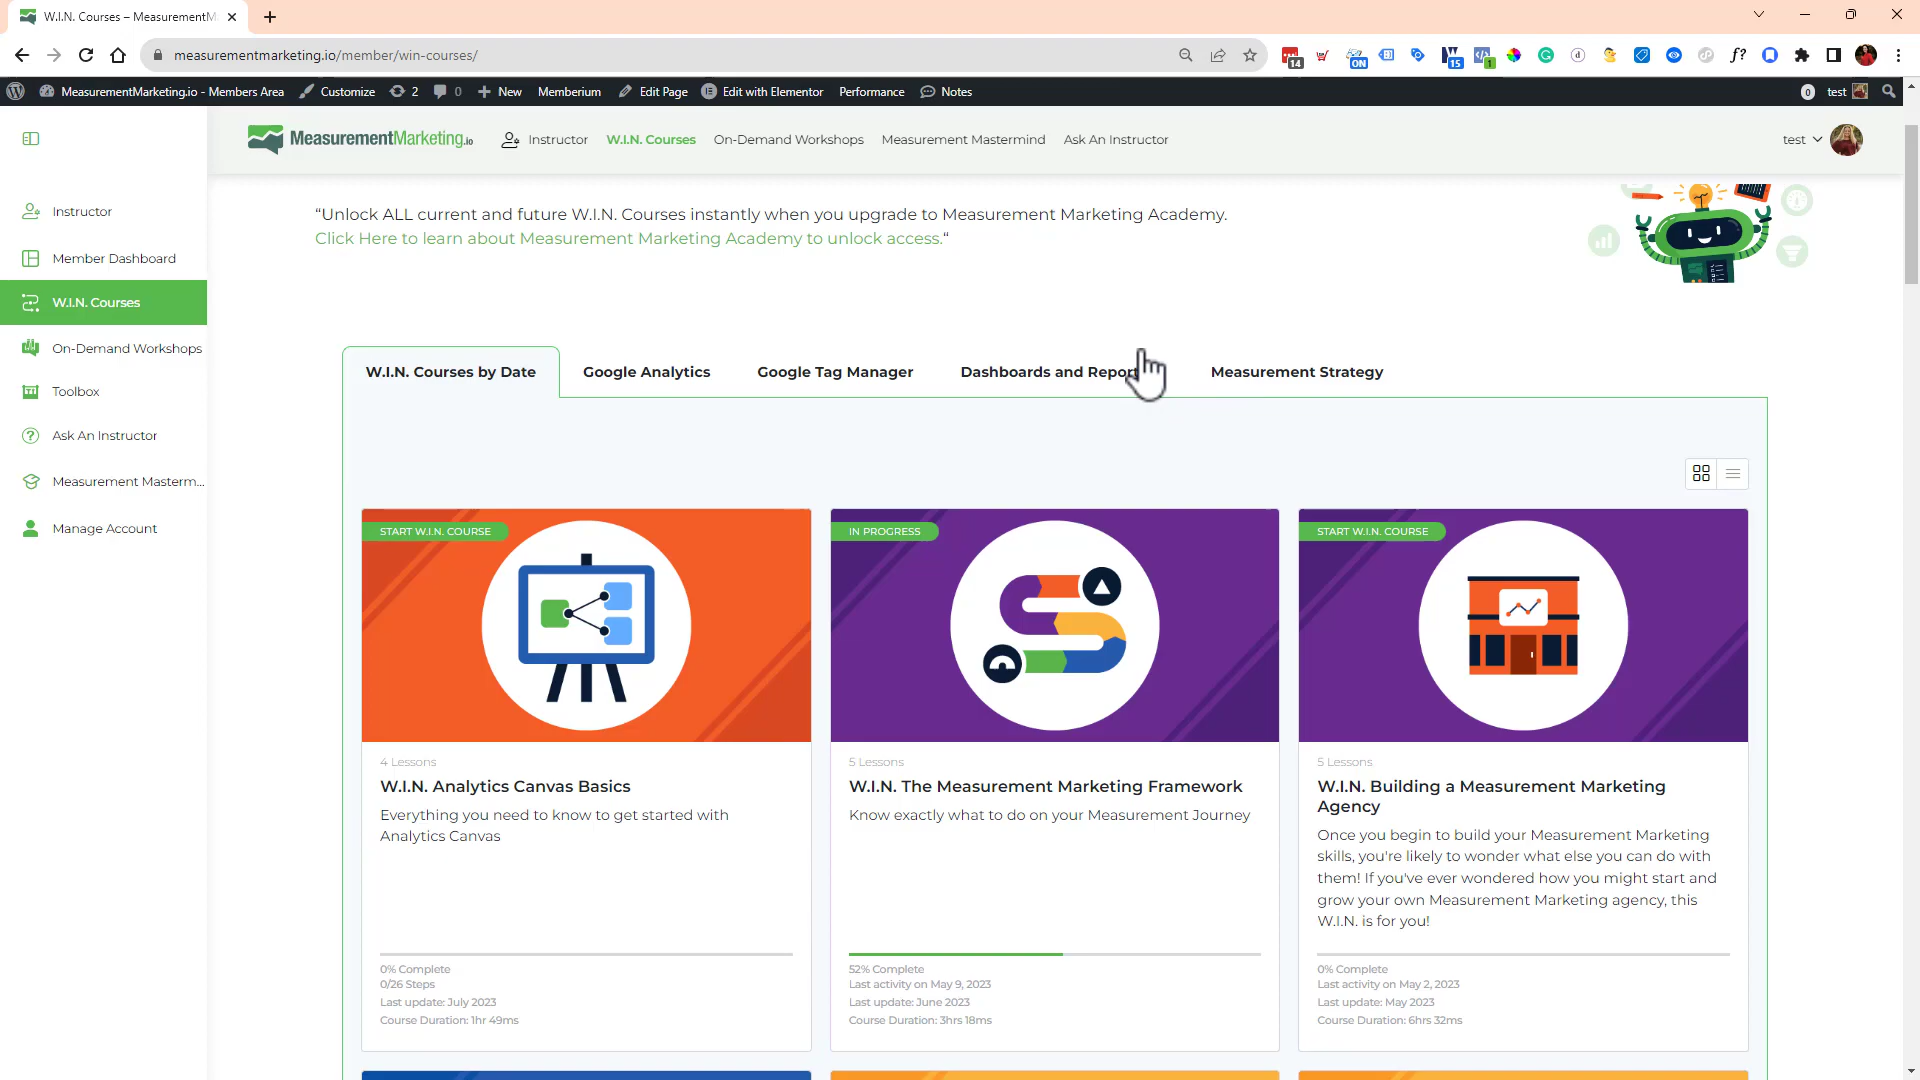 W.I.N. Courses – MeasurementM
measurementmarketing.io/member/win-courses/
14
ON
15
1
f?
MeasurementMarketing.io - Members Area
Customize
2
0
New
Memberium
Edit Page
Edit with Elementor
Performance
Notes
0
test
MeasurementMarketing.io
Instructor
W.I.N. Courses
On-Demand Workshops
Measurement Mastermind
Ask An Instructor
test
Instructor
Member Dashboard
W.I.N. Courses
On-Demand Workshops
Toolbox
Ask An Instructor
Measurement Masterm...
Manage Account
“Unlock ALL current and future W.I.N. Courses instantly when you upgrade to Measurement Marketing Academy.
Click Here to learn about Measurement Marketing Academy to unlock access.“
W.I.N. Courses by Date
Google Analytics
Google Tag Manager
Dashboards and Report
Measurement Strategy
START W.I.N. COURSE
4 Lessons
W.I.N. Analytics Canvas Basics
Everything you need to know to get started with
Analytics Canvas
0% Complete
0/26 Steps
Last update: July 2023
Course Duration: 1hr 49ms
IN PROGRESS
5 Lessons
W.I.N. The Measurement Marketing Framework
Know exactly what to do on your Measurement Journey
52% Complete
Last activity on May 9, 2023
Last update: June 2023
Course Duration: 3hrs 18ms
START W.I.N. COURSE
5 Lessons
W.I.N. Building a Measurement Marketing
Agency
Once you begin to build your Measurement Marketing
skills, you're likely to wonder what else you can do with
them! If you've ever wondered how you might start and
grow your own Measurement Marketing agency, this
W.I.N. is for you!
0% Complete
Last activity on May 2, 2023
Last update: May 2023
Course Duration: 6hrs 32ms